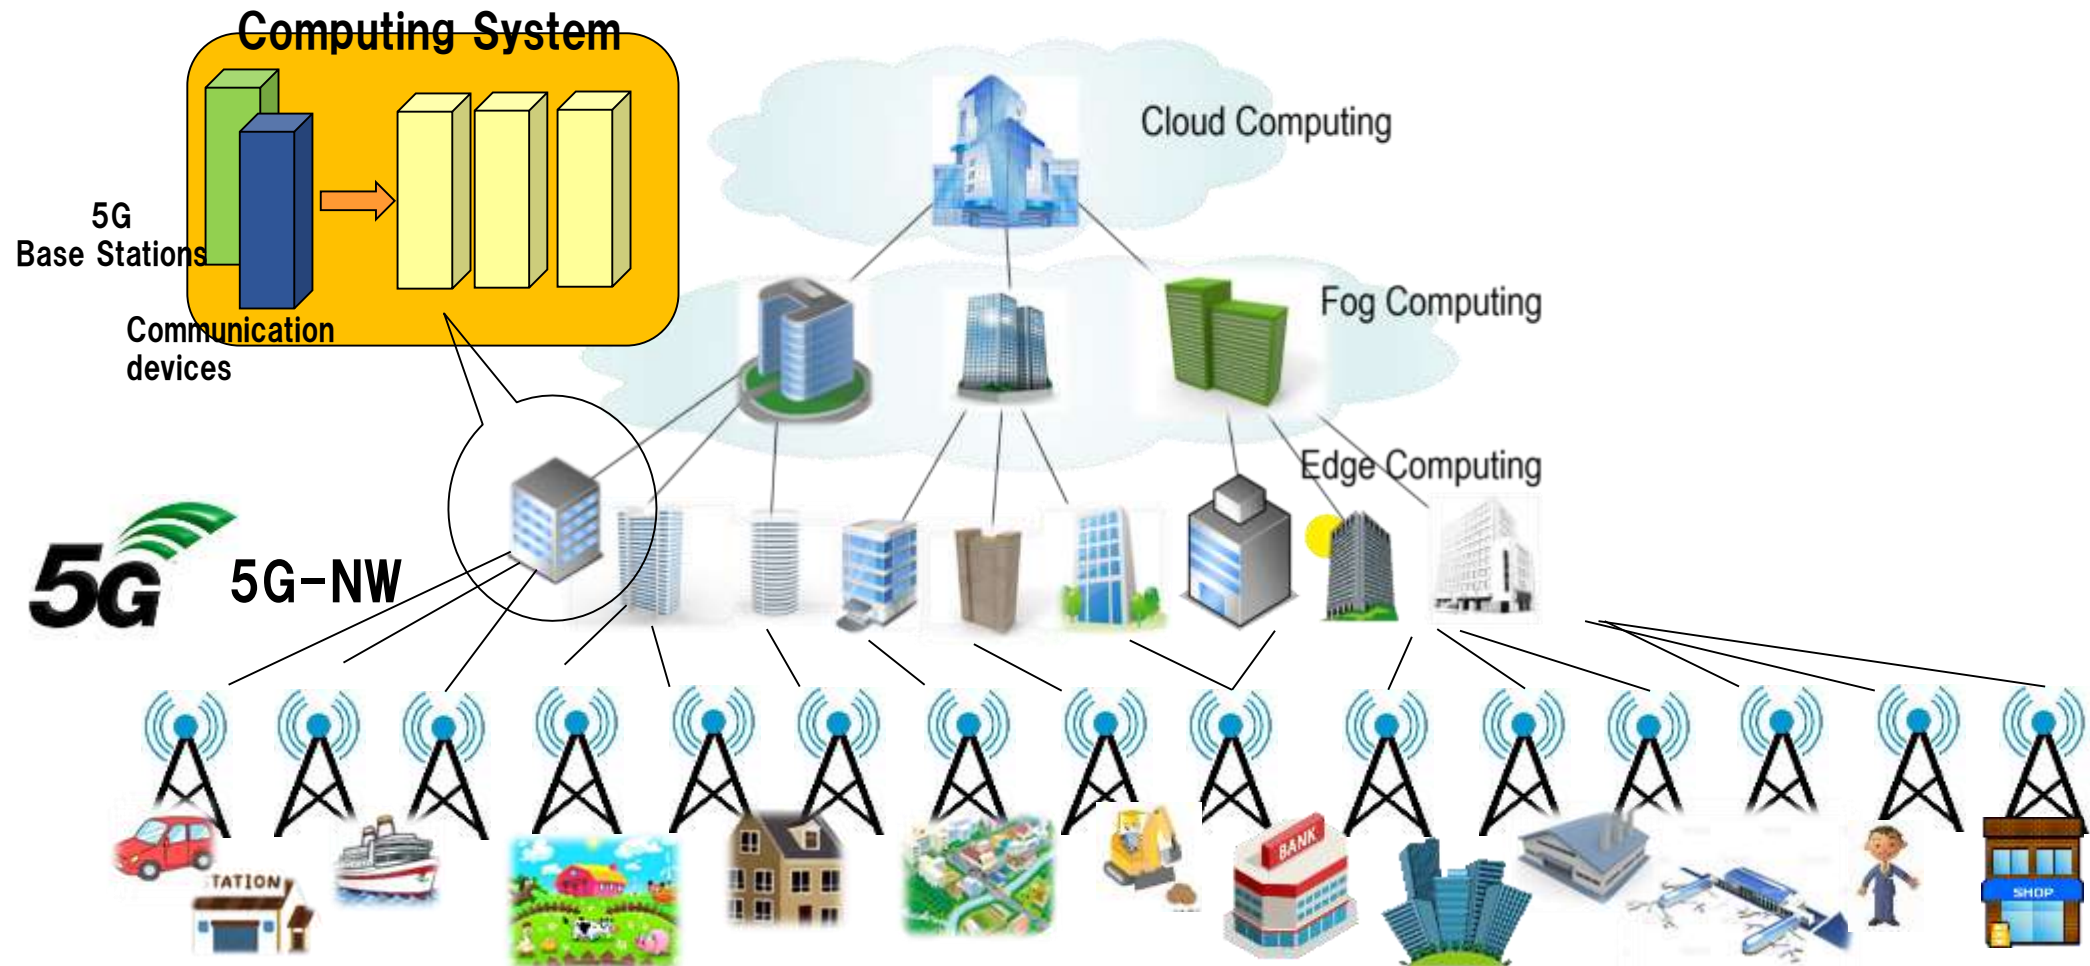 Computing System
5G
Base Stations
Communication
devices
Cloud Computing
Fog Computing
Edge Computing
5G
5G-NW
TATION
BANK
SHOP